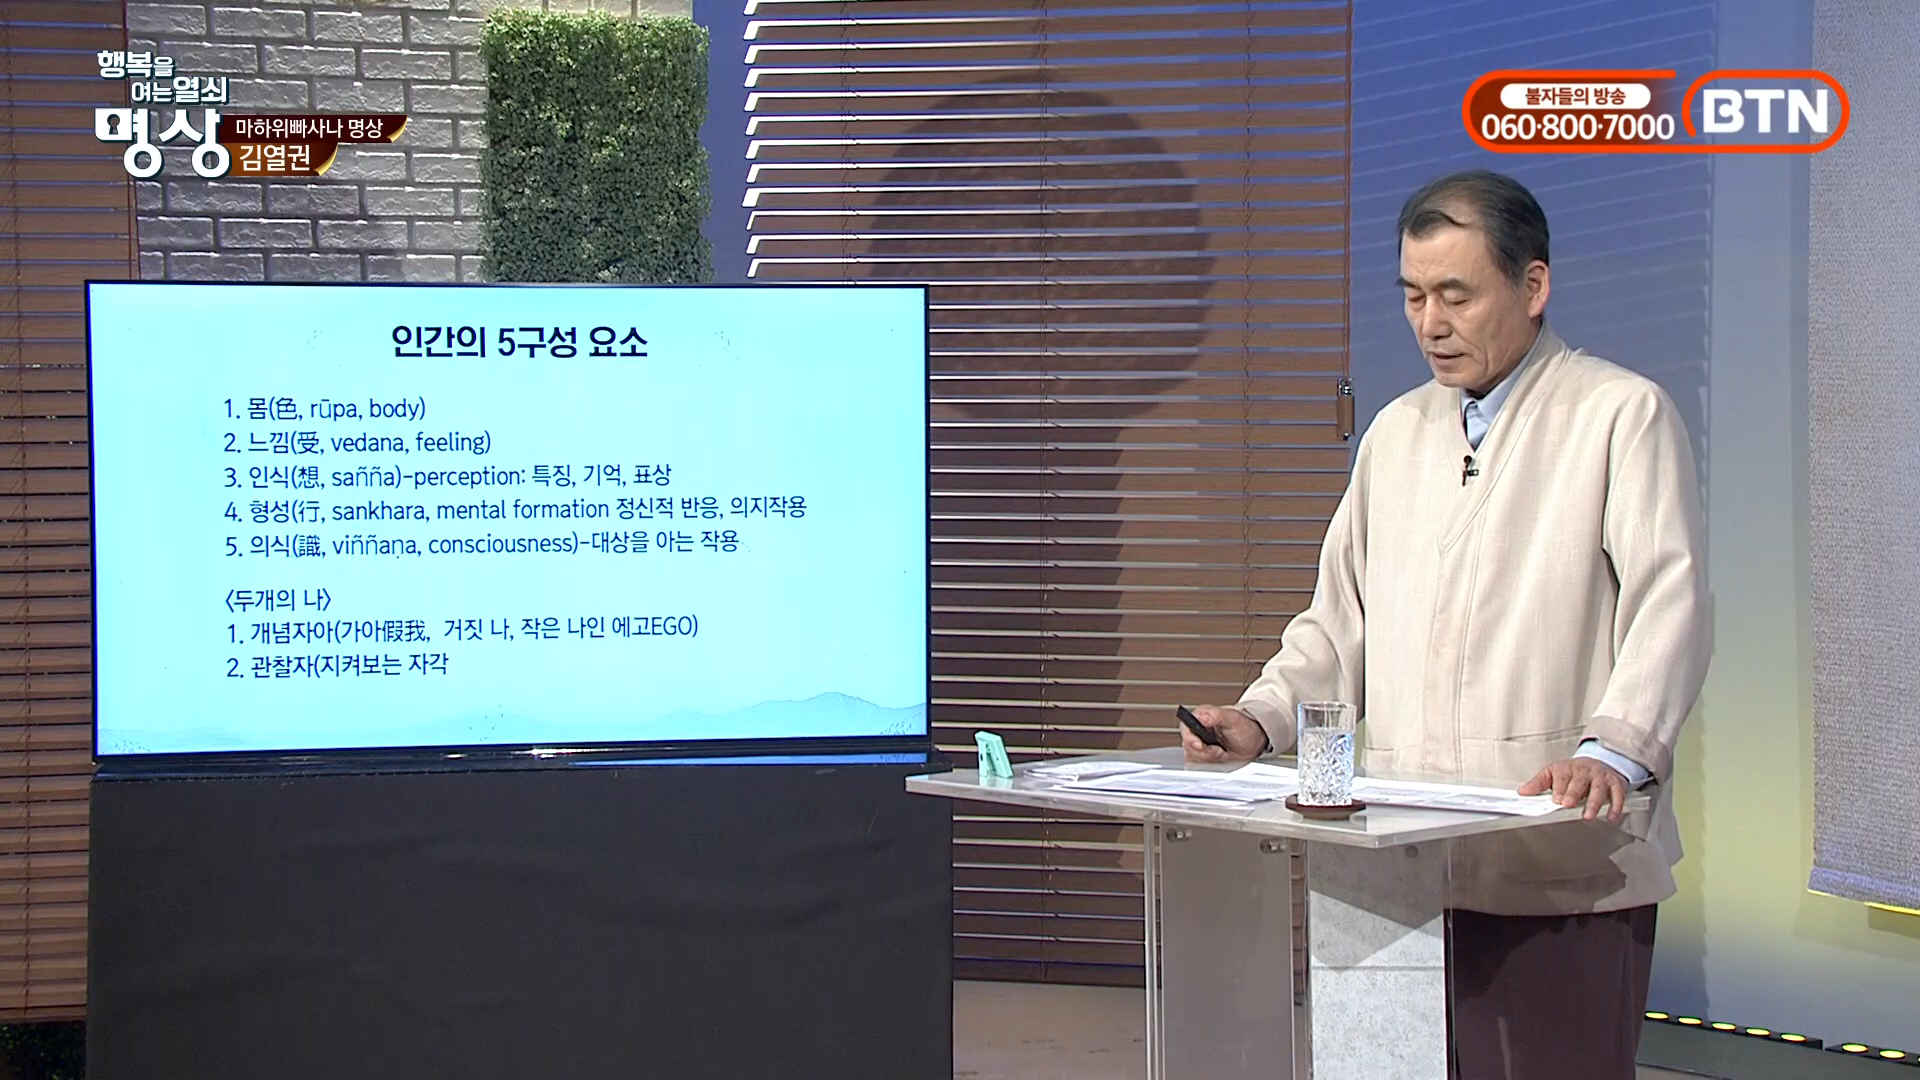 행복을
여는 열쇠
명상
마하위빠사나 명상
김열권
불자들의 방송
060·800·7000
BTN
인간의 5구성 요소
1. 몸(色, rūpa, body)
2. 느낌(受, vedana, feeling)
3. 인식(想, sañña)-perception: 특징, 기억, 표상
4. 형성(行, sankhara, mental formation 정신적 반응, 의지작용
5. 의식(識, viññaṇa, consciousness)-대상을 아는 작용
<두개의 나>
1. 개념자아(가아假我, 거짓 나, 작은 나인 에고EGO)
2. 관찰자(지켜보는 자각